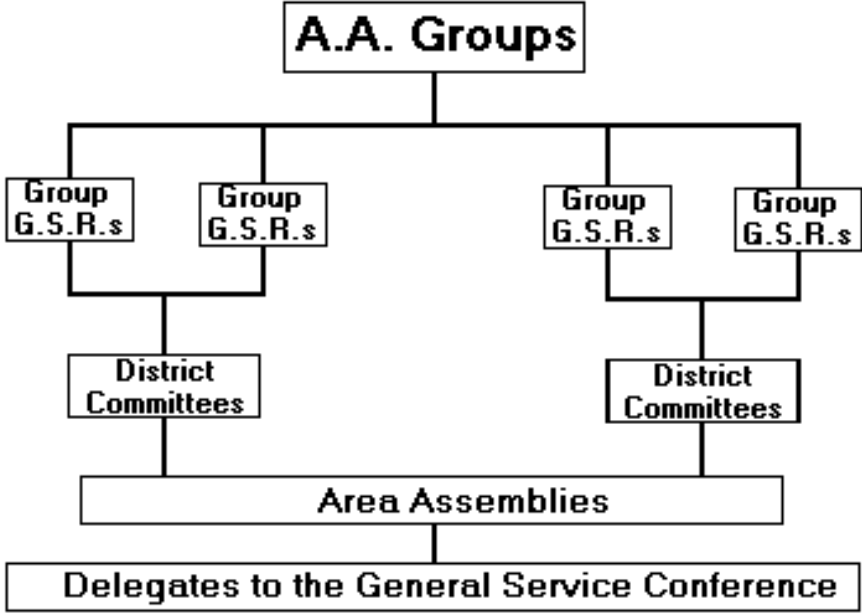 A.A. Groups
Group
G.S.R.s
Group
G.S.R.s
Group
G.S.R.s
Group
G.S.R.s
District
Committees
District
Committees
Area Assemblies
Delegates to the General Service Conference